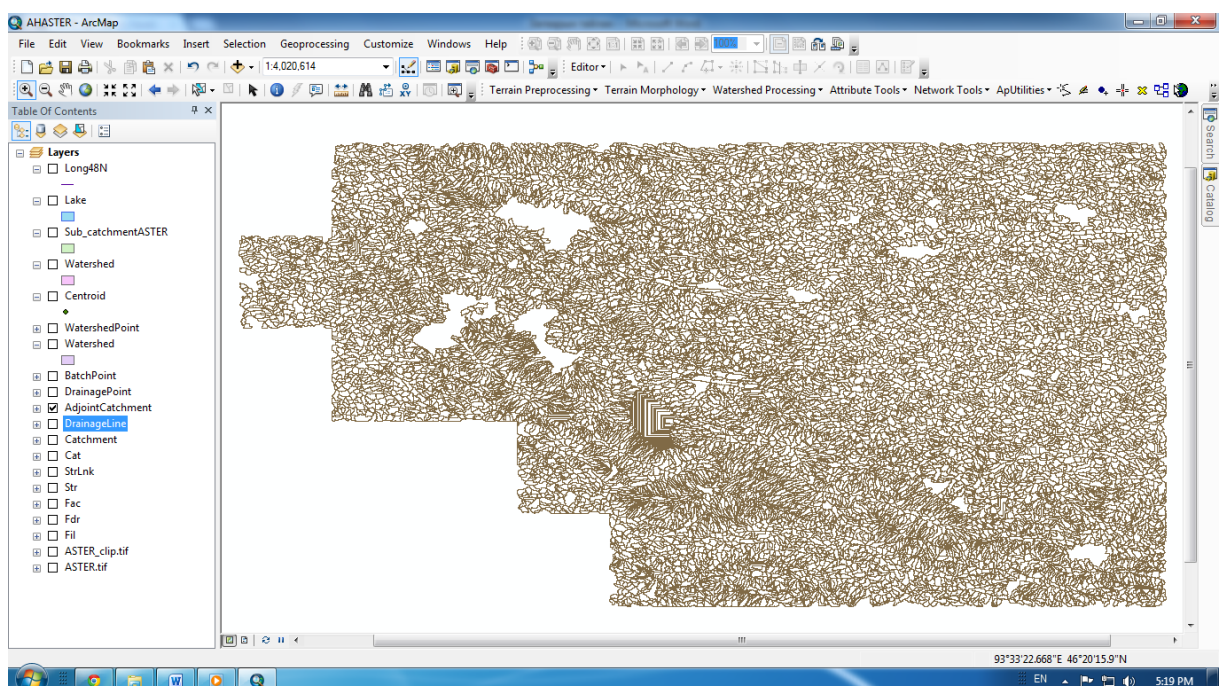 AHASTER - ArcMap
File Edit View Bookmarks Insert Selection Geoprocessing Customize Windows Help 100%
1:4,020,614 Editor
Terrain Preprocessing Terrain Morphology Watershed Processing Attribute Tools Network Tools ApUtilities
Table Of Contents
Layers
Long48N
Lake
Sub_catchmentASTER
Watershed
Centroid
WatershedPoint
Watershed
BatchPoint
DrainagePoint
AdjointCatchment
DrainageLine
Catchment
Cat
StrLnk
Str
Fac
Fdr
Fil
ASTER_clip.tif
ASTER.tif
Search
Catalog
93°33'22.668"E 46°20'15.9"N
EN 5:19 PM